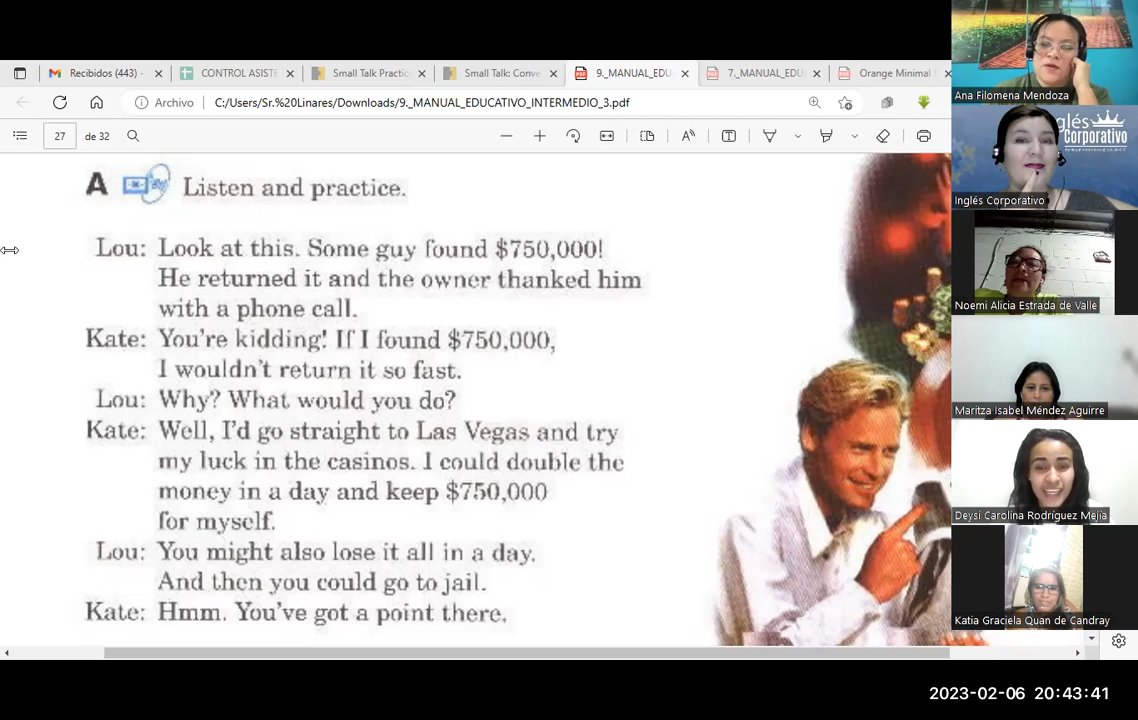 Recibidos (443) -
CONTROL ASIST
Small Talk Practic
Small Talk: Conve
9._MANUAL_EDU
7._MANUAL_EDU
Orange Minimal
Archivo
C:/Users/Sr.%20Linares/Downloads/9._MANUAL_EDUCATIVO_INTERMEDIO_3.pdf
27 de 32
A Listen and practice.
Lou: Look at this. Some guy found $750,000!
He returned it and the owner thanked him
with a phone call.
Kate: You're kidding! If I found $750,000,
I wouldn't return it so fast.
Lou: Why? What would you do?
Kate: Well, I'd go straight to Las Vegas and try
my luck in the casinos. I could double the
money in a day and keep $750,000
for myself.
Lou: You might also lose it all in a day.
And then you could go to jail.
Kate: Hmm. You've got a point there.
Ana Filomena Mendoza
glés
Corporativo
Inglés Corporativo
Noemi Alicia Estrada de Valle
Maritza Isabel Méndez Aguirre
Deysi Carolina Rodríguez Mejía
Katia Graciela Quan de Candray
2023-02-06 20:43:41